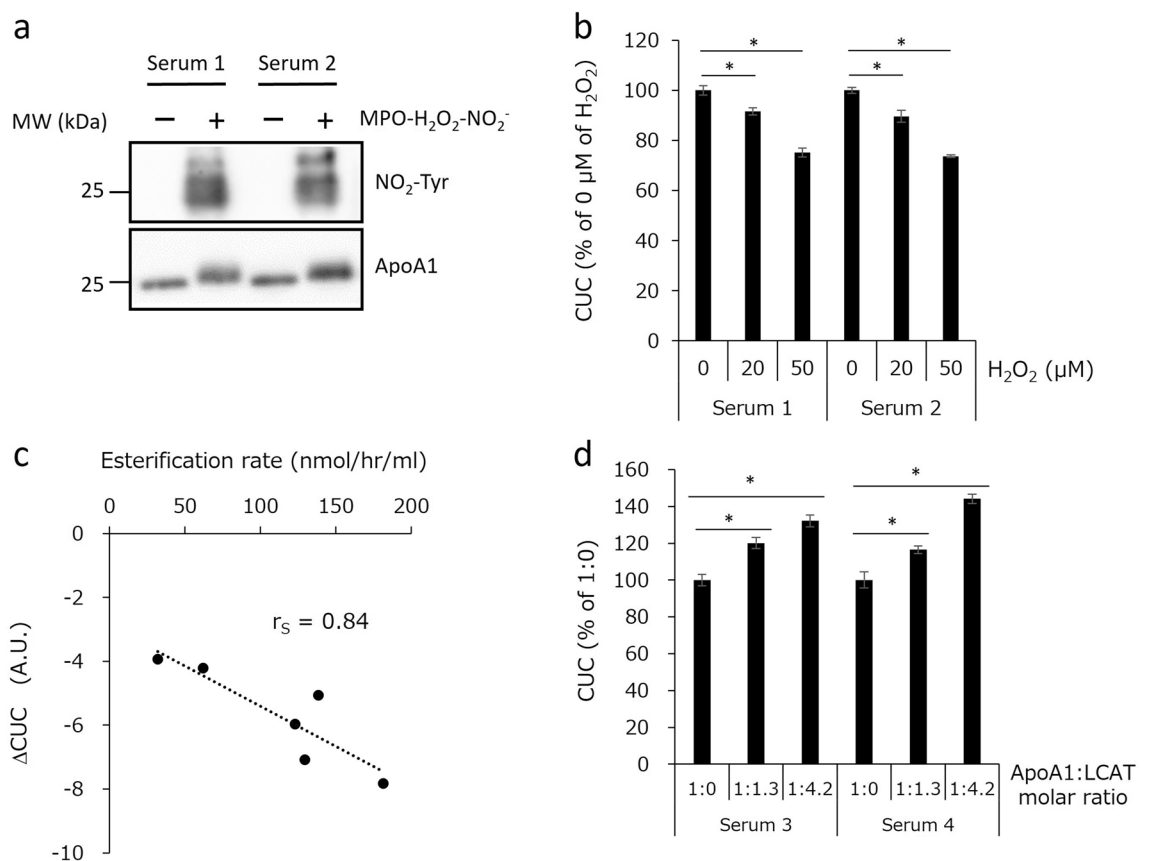 a
Serum 1 Serum 2
MW (kDa) − + − + MPO-H₂O₂-NO₂⁻
25 NO₂-Tyr
25 ApoA1
b
CUC (% of 0 μM of H₂O₂)
120
100
80
60
40
20
0
* * * *
0 20 50 0 20 50 H₂O₂ (μM)
Serum 1 Serum 2
c
Esterification rate (nmol/hr/ml)
0 50 100 150 200
ΔCUC (A.U.)
0
-2
-4
-6
-8
-10
rS = 0.84
d
CUC (% of 1:0)
160
140
120
100
80
60
40
20
0
* * * *
1:0 1:1.3 1:4.2 1:0 1:1.3 1:4.2
ApoA1:LCAT
molar ratio
Serum 3 Serum 4